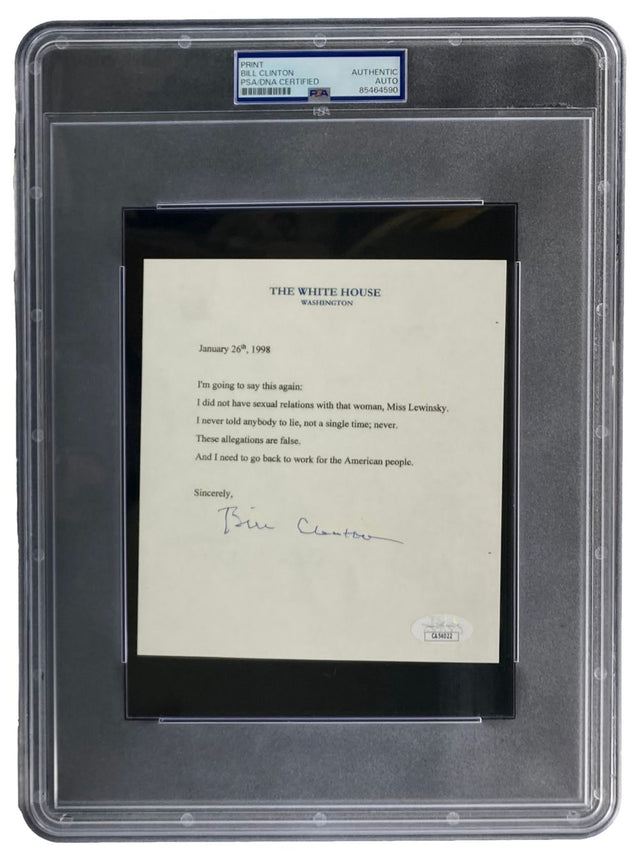 PRINT
BILL CLINTON
PSA/DNA CERTIFIED
AUTHENTIC
AUTO
85464590
PSA
PSA
THE WHITE HOUSE
WASHINGTON
January 26th, 1998
I'm going to say this again:
I did not have sexual relations with that woman, Miss Lewinsky.
I never told anybody to lie, not a single time; never.
These allegations are false.
And I need to go back to work for the American people.
Sincerely,
Bill Clinton
CA54022